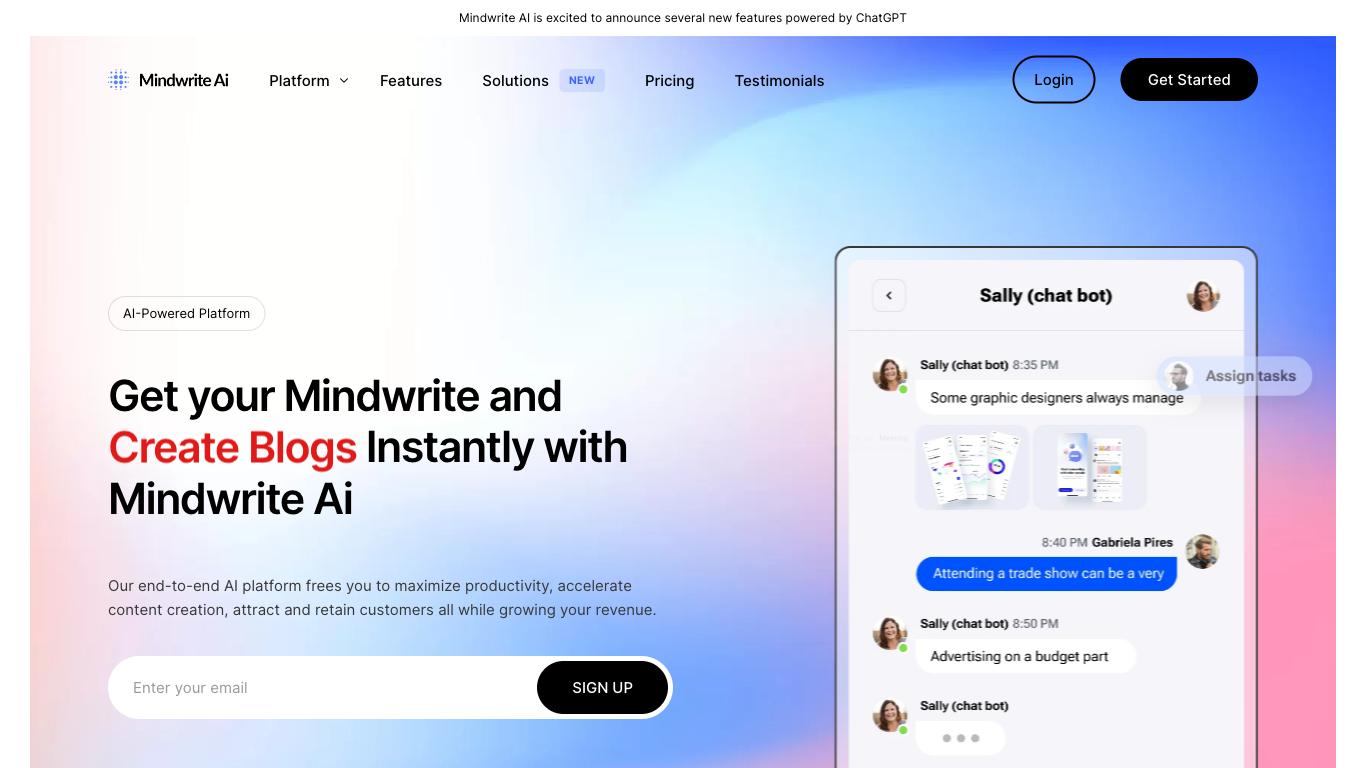 Mindwrite AI is excited to announce several new features powered by ChatGPT
Mindwrite Ai
Platform
Features
Solutions
NEW
Pricing
Testimonials
Login
Get Started
AI-Powered Platform
Get your Mindwrite and
Create Blogs Instantly with
Mindwrite Ai
Our end-to-end AI platform frees you to maximize productivity, accelerate
content creation, attract and retain customers all while growing your revenue.
Enter your email
SIGN UP
Sally (chat bot)
Sally (chat bot) 8:35 PM
Assign tasks
Some graphic designers always manage
8:40 PM Gabriela Pires
Attending a trade show can be a very
Sally (chat bot) 8:50 PM
Advertising on a budget part
Sally (chat bot)